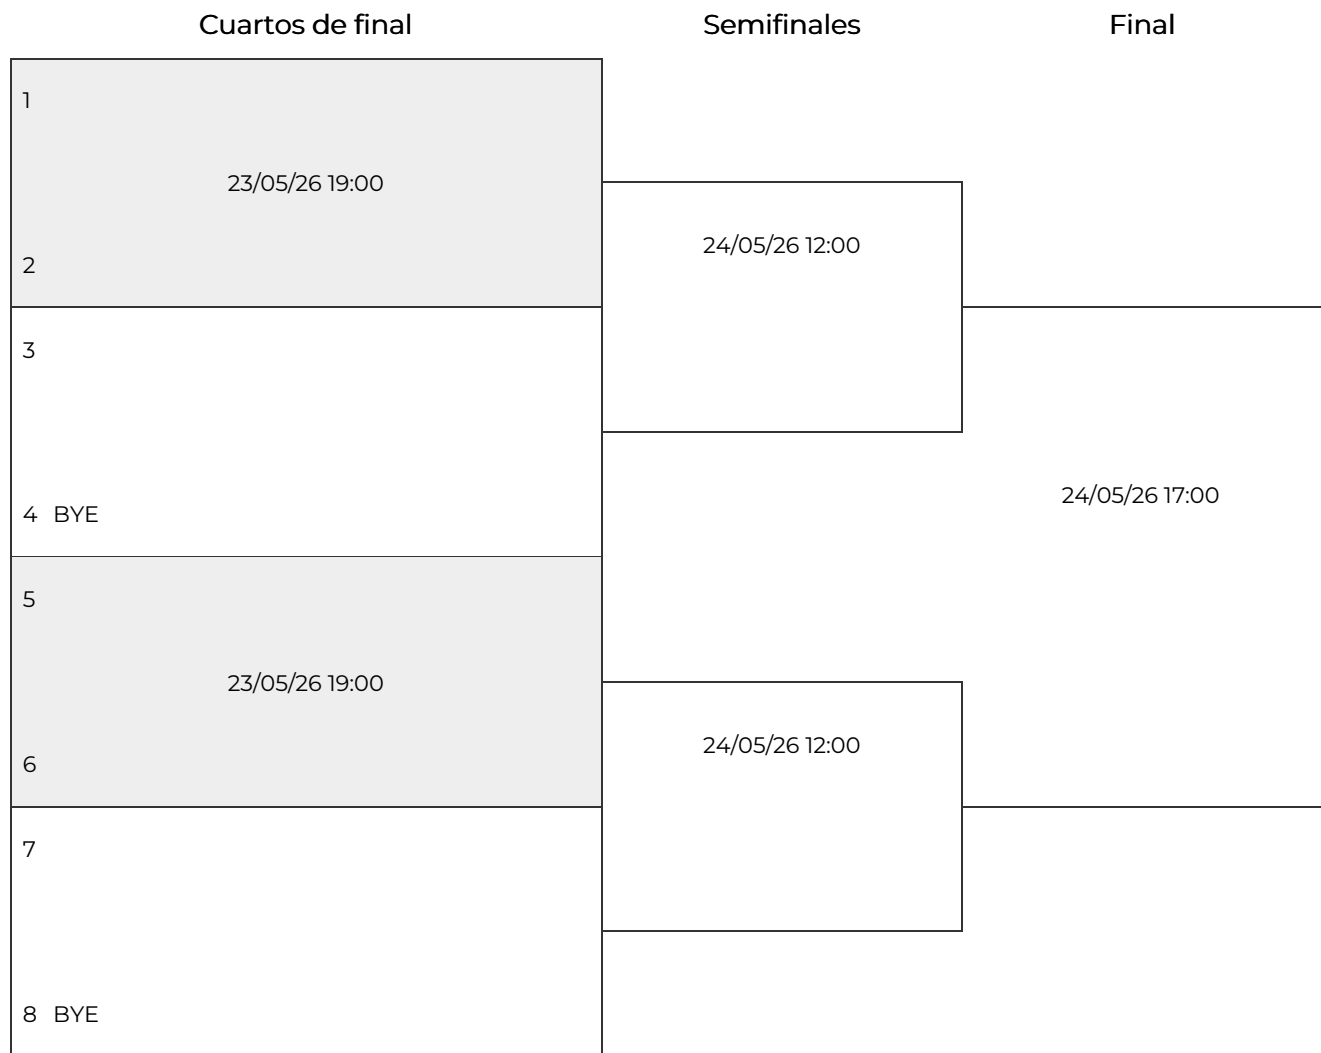 Cuartos de final
Semifinales
Final
1
23/05/26 19:00
2
24/05/26 12:00
3
4 BYE
24/05/26 17:00
5
23/05/26 19:00
6
24/05/26 12:00
7
8 BYE